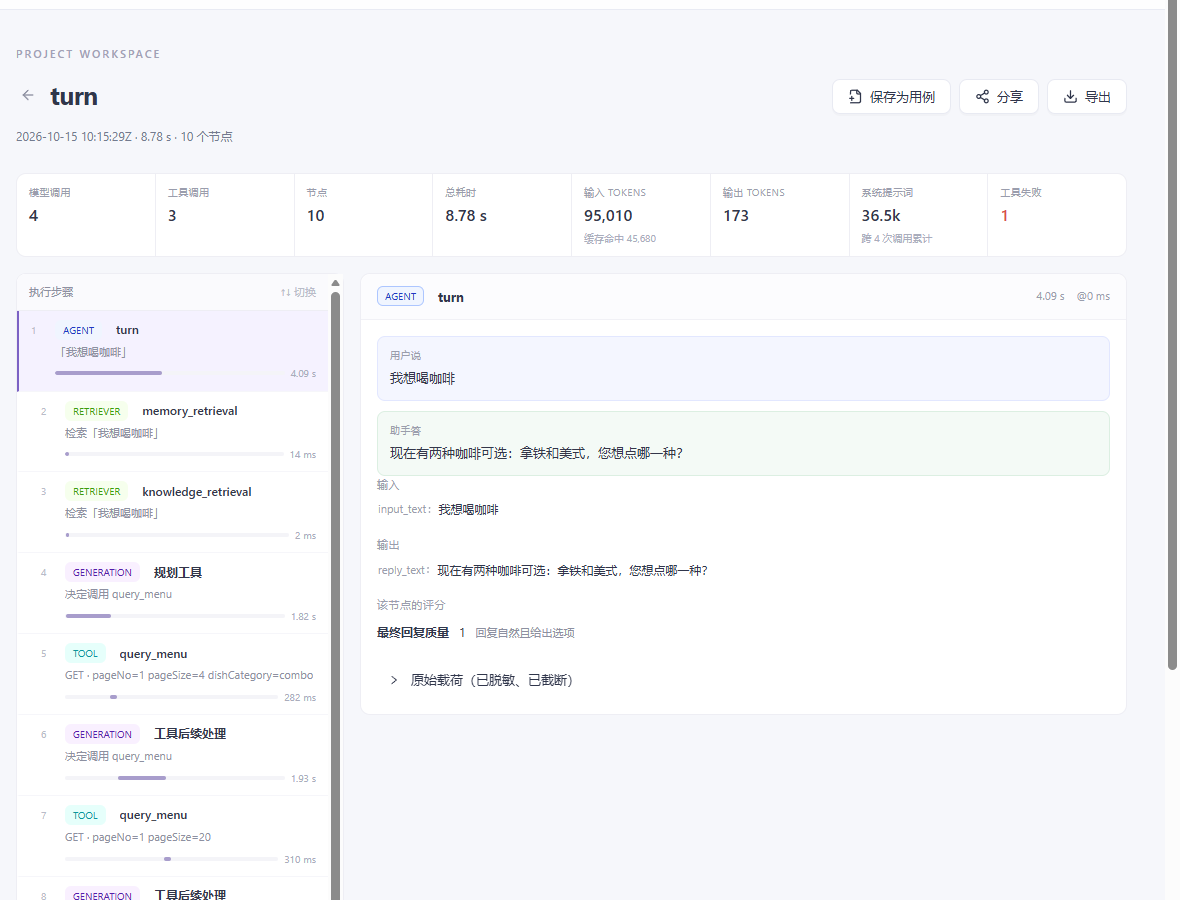 PROJECT WORKSPACE
← turn
保存为用例
分享
导出
2026-10-15 10:15:29Z · 8.78 s · 10 个节点
模型调用
4
工具调用
3
节点
10
总耗时
8.78 s
输入 TOKENS
95,010
缓存命中 45,680
输出 TOKENS
173
系统提示词
36.5k
跨 4 次调用累计
工具失败
1
执行步骤
↑↓ 切换
1 AGENT turn
「我想喝咖啡」
4.09 s
2 RETRIEVER memory_retrieval
检索「我想喝咖啡」
14 ms
3 RETRIEVER knowledge_retrieval
检索「我想喝咖啡」
2 ms
4 GENERATION 规划工具
决定调用 query_menu
1.82 s
5 TOOL query_menu
GET · pageNo=1 pageSize=4 dishCategory=combo
282 ms
6 GENERATION 工具后续处理
决定调用 query_menu
1.93 s
7 TOOL query_menu
GET · pageNo=1 pageSize=20
310 ms
8 GENERATION 工具后续处理
AGENT turn
4.09 s @0 ms
用户说
我想喝咖啡
助手答
现在有两种咖啡可选：拿铁和美式，您想点哪一种？
输入
input_text： 我想喝咖啡
输出
reply_text： 现在有两种咖啡可选：拿铁和美式，您想点哪一种？
该节点的评分
最终回复质量 1 回复自然且给出选项
原始载荷（已脱敏、已截断）